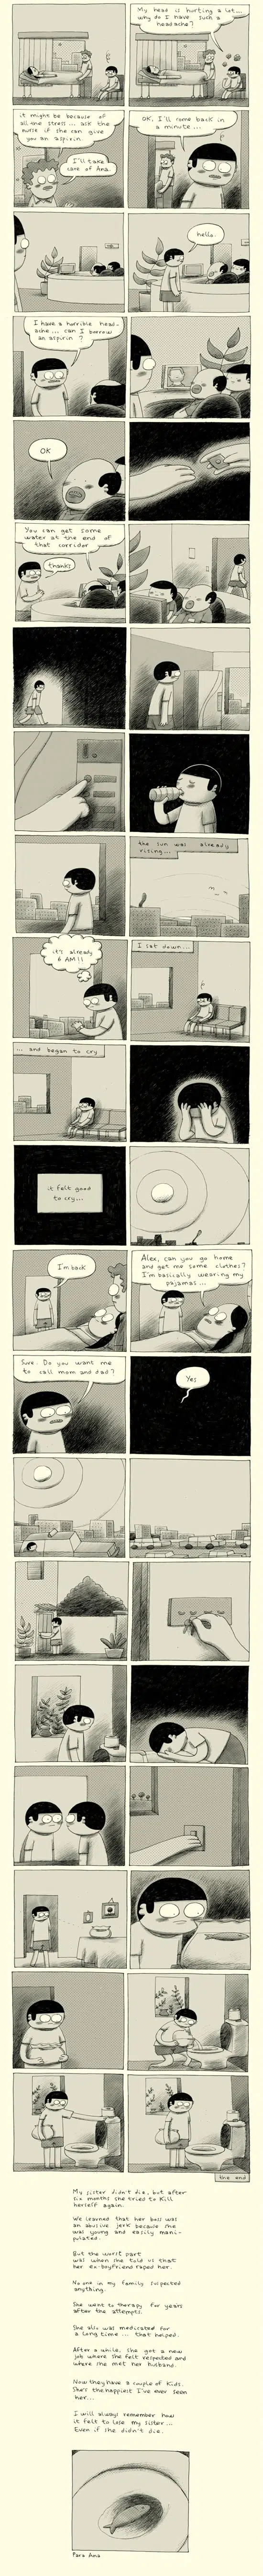 My head is hurting a lot...
why do I have such a
headache?
it might be because of
all the stress... ask the
nurse if she can give
you an aspirin.
I'll take
care of Ana.
OK, I'll come back in
a minute...
hello.
I have a horrible head-
ache... can I borrow
an aspirin ?
OK
You can get some
water at the end of
that corridor
thanks
the sun was already
rising...
it's already
6 AM!!
I sat down...
... and began to cry
it felt good
to cry...
I'm back
Alex, can you go home
and get me some clothes?
I'm basically wearing my
pajamas...
Sure. Do you want me
to call mom and dad?
Yes
the end
My sister didn't die, but after
six months she tried to kill
herself again.
We learned that her boss was
an abusive jerk because she
was young and easily mani-
pulated.
But the worst part
was when she told us that
her ex-boyfriend raped her.
No one in my family suspected
anything.
She went to therapy for years
after the attempts.
She also was medicated for
a long time... that helped.
After a while, she got a new
job where she felt respected and
where she met her husband.
Now they have a couple of kids.
She's the happiest I've ever seen
her...
I will always remember how
it felt to lose my sister...
Even if she didn't die.
Para Ana